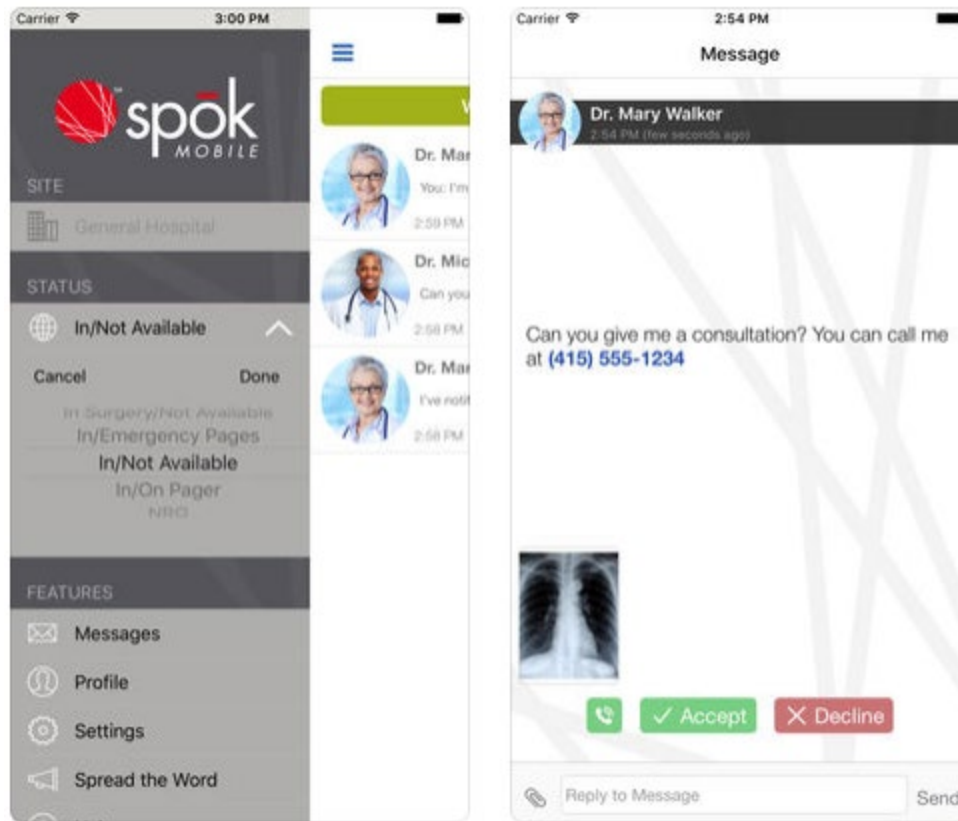 Carrier 3:00 PM
spōk
MOBILE
SITE
General Hospital
STATUS
In/Not Available
Cancel Done
In Surgery/Not Available
In/Emergency Pages
In/Not Available
In/On Pager
NRO
FEATURES
Messages
Profile
Settings
Spread the Word
Dr. Mar
You: I'm
2:59 PM
Dr. Mic
Can you
2:58 PM
Dr. Mar
I've notif
2:58 PM
Carrier 2:54 PM
Message
Dr. Mary Walker
2:54 PM (few seconds ago)
Can you give me a consultation? You can call me
at (415) 555-1234
Accept Decline
Reply to Message Send